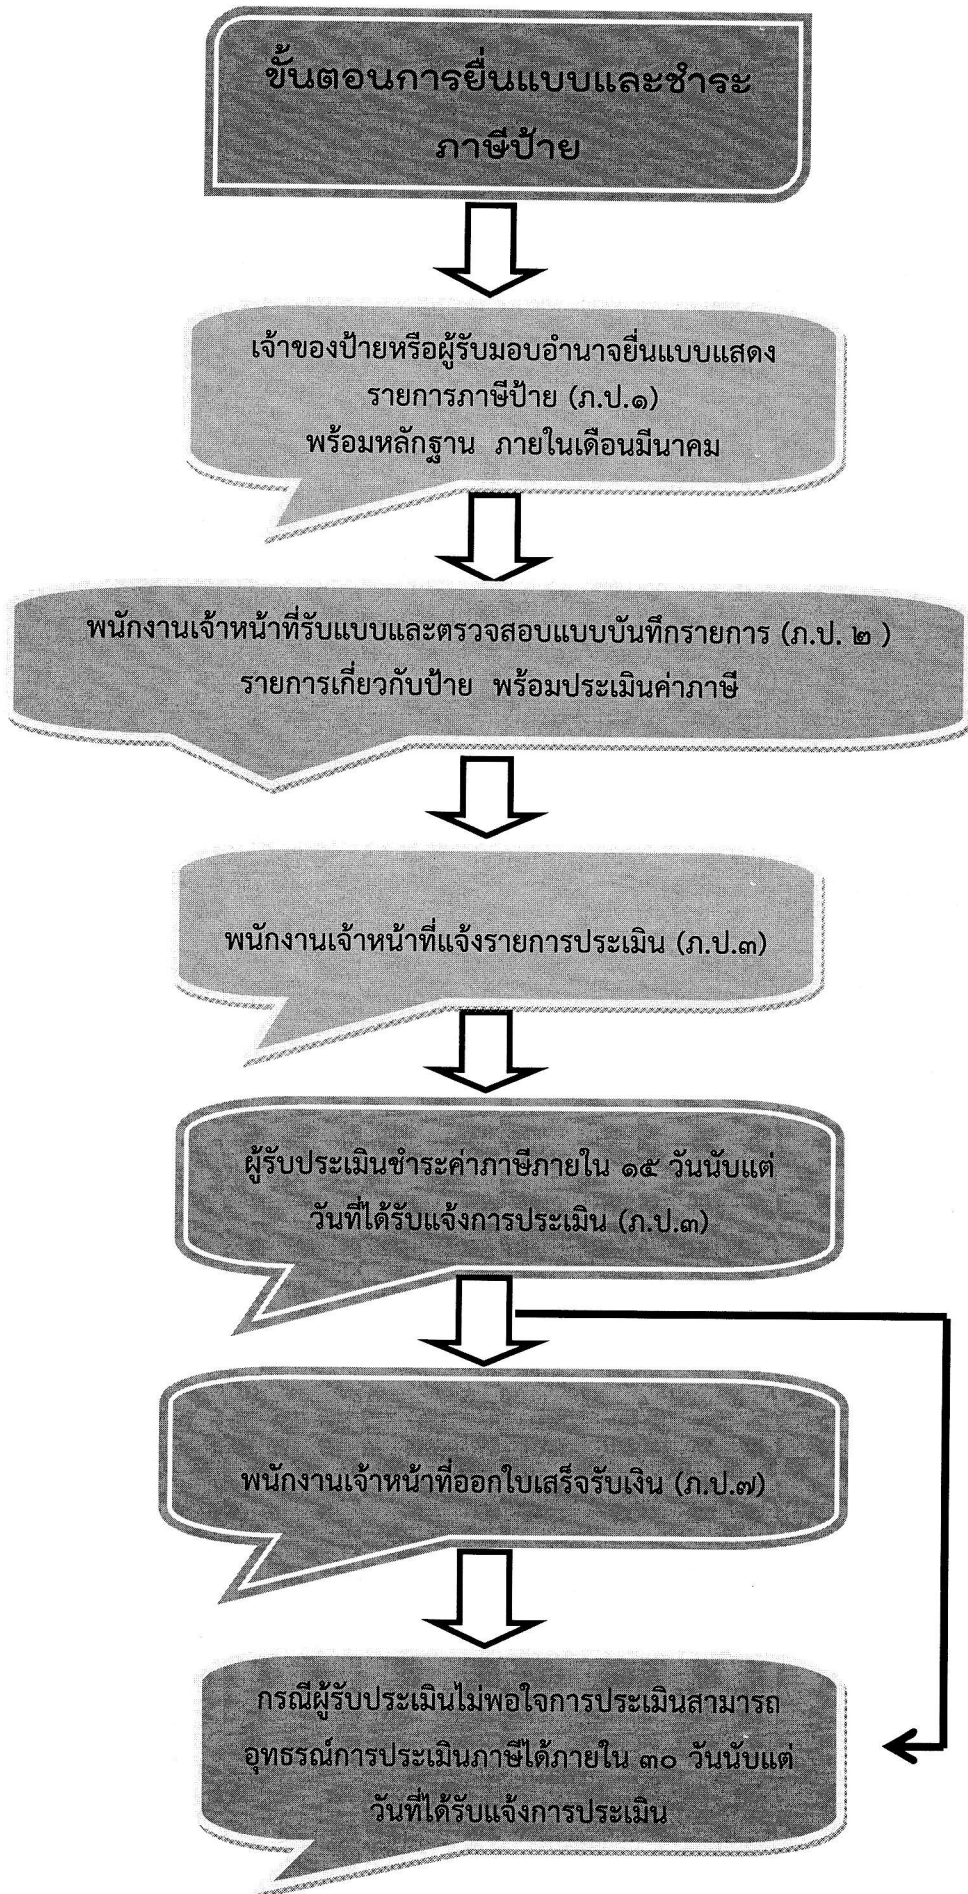 ขั้นตอนการยื่นแบบและชำระ
ภาษีป้าย
เจ้าของป้ายหรือผู้รับมอบอำนาจยื่นแบบแสดง
รายการภาษีป้าย (ภ.ป.๑)
พร้อมหลักฐาน ภายในเดือนมีนาคม
พนักงานเจ้าหน้าที่รับแบบและตรวจสอบแบบบันทึกรายการ (ภ.ป. ๒ )
รายการเกี่ยวกับป้าย พร้อมประเมินค่าภาษี
พนักงานเจ้าหน้าที่แจ้งรายการประเมิน (ภ.ป.๓)
ผู้รับประเมินชำระค่าภาษีภายใน ๑๕ วันนับแต่
วันที่ได้รับแจ้งการประเมิน (ภ.ป.๓)
พนักงานเจ้าหน้าที่ออกใบเสร็จรับเงิน (ภ.ป.๗)
กรณีผู้รับประเมินไม่พอใจการประเมินสามารถ
อุทธรณ์การประเมินภาษีได้ภายใน ๓๐ วันนับแต่
วันที่ได้รับแจ้งการประเมิน